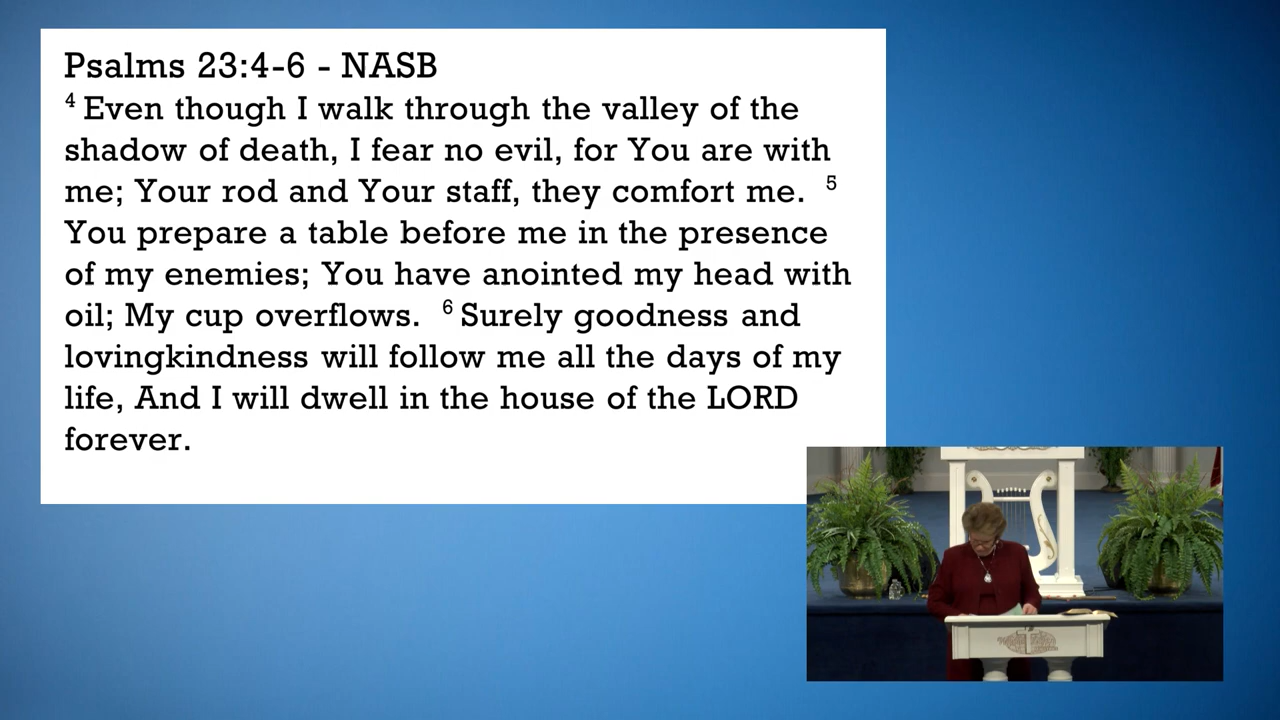 Psalms 23:4-6 - NASB
4 Even though I walk through the valley of the
shadow of death, I fear no evil, for You are with
me; Your rod and Your staff, they comfort me. 5
You prepare a table before me in the presence
of my enemies; You have anointed my head with
oil; My cup overflows. 6 Surely goodness and
lovingkindness will follow me all the days of my
life, And I will dwell in the house of the LORD
forever.